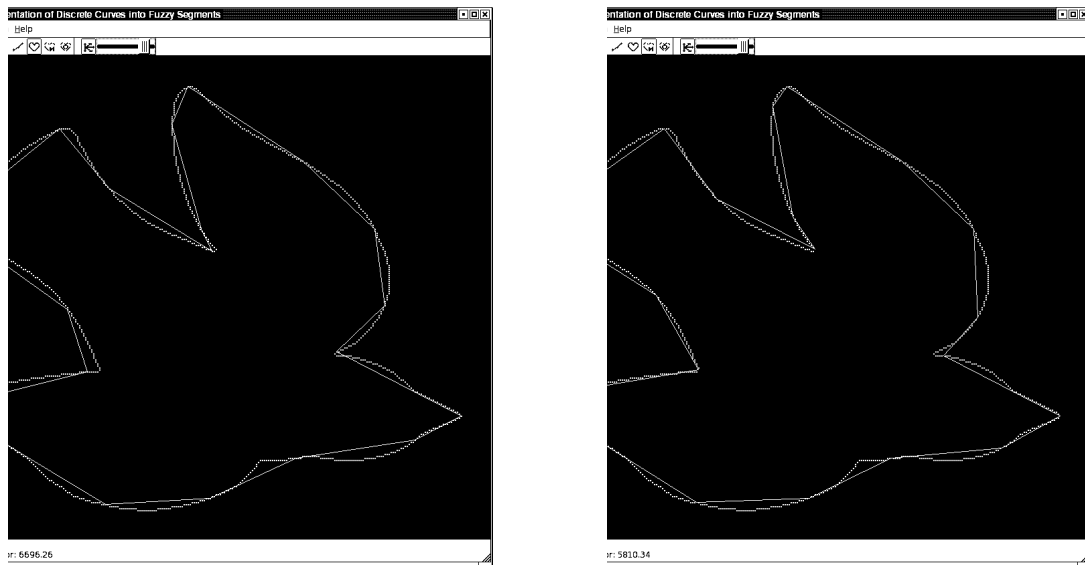 entation of Discrete Curves into Fuzzy Segments
Help
or: 6696.26
entation of Discrete Curves into Fuzzy Segments
Help
or: 5810.34